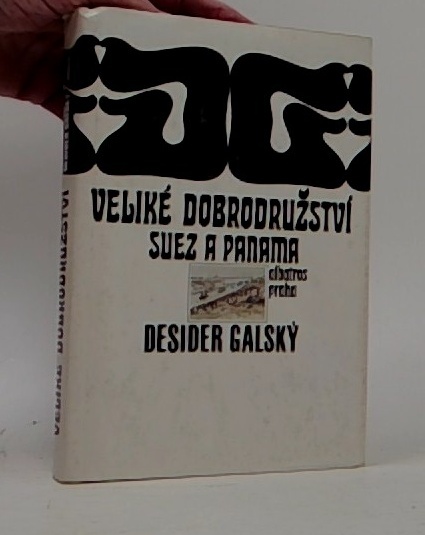 VELIKÉ DOBRODRUŽSTVÍ
SUEZ A PANAMA
albatros
praha
DESIDER GALSKÝ
VELIKÉ DOBRODRUŽSTVÍ